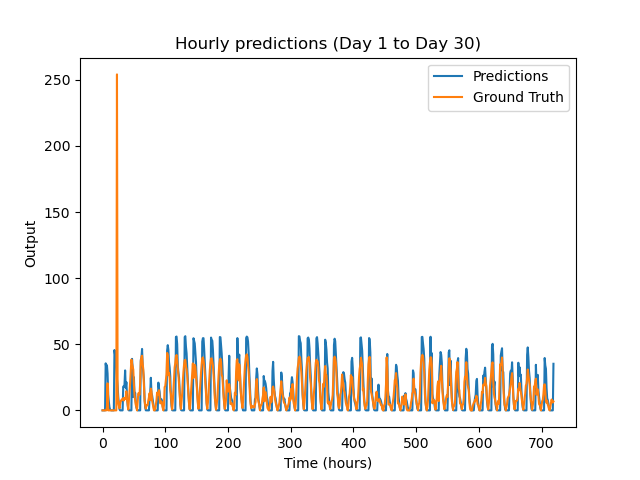 Hourly predictions (Day 1 to Day 30)
Predictions
Ground Truth
250
200
150
100
50
0
Output
0 100 200 300 400 500 600 700
Time (hours)